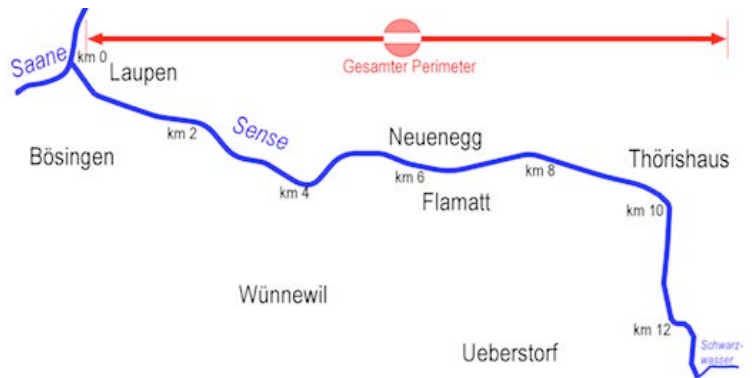 km 0
Saane
Laupen
Gesamter Perimeter
km 2
Sense
Bösingen
Neuenegg
Thörishaus
km 4
km 6
km 8
Flamatt
km 10
Wünnewil
km 12
Ueberstorf
Schwarz-
wasser